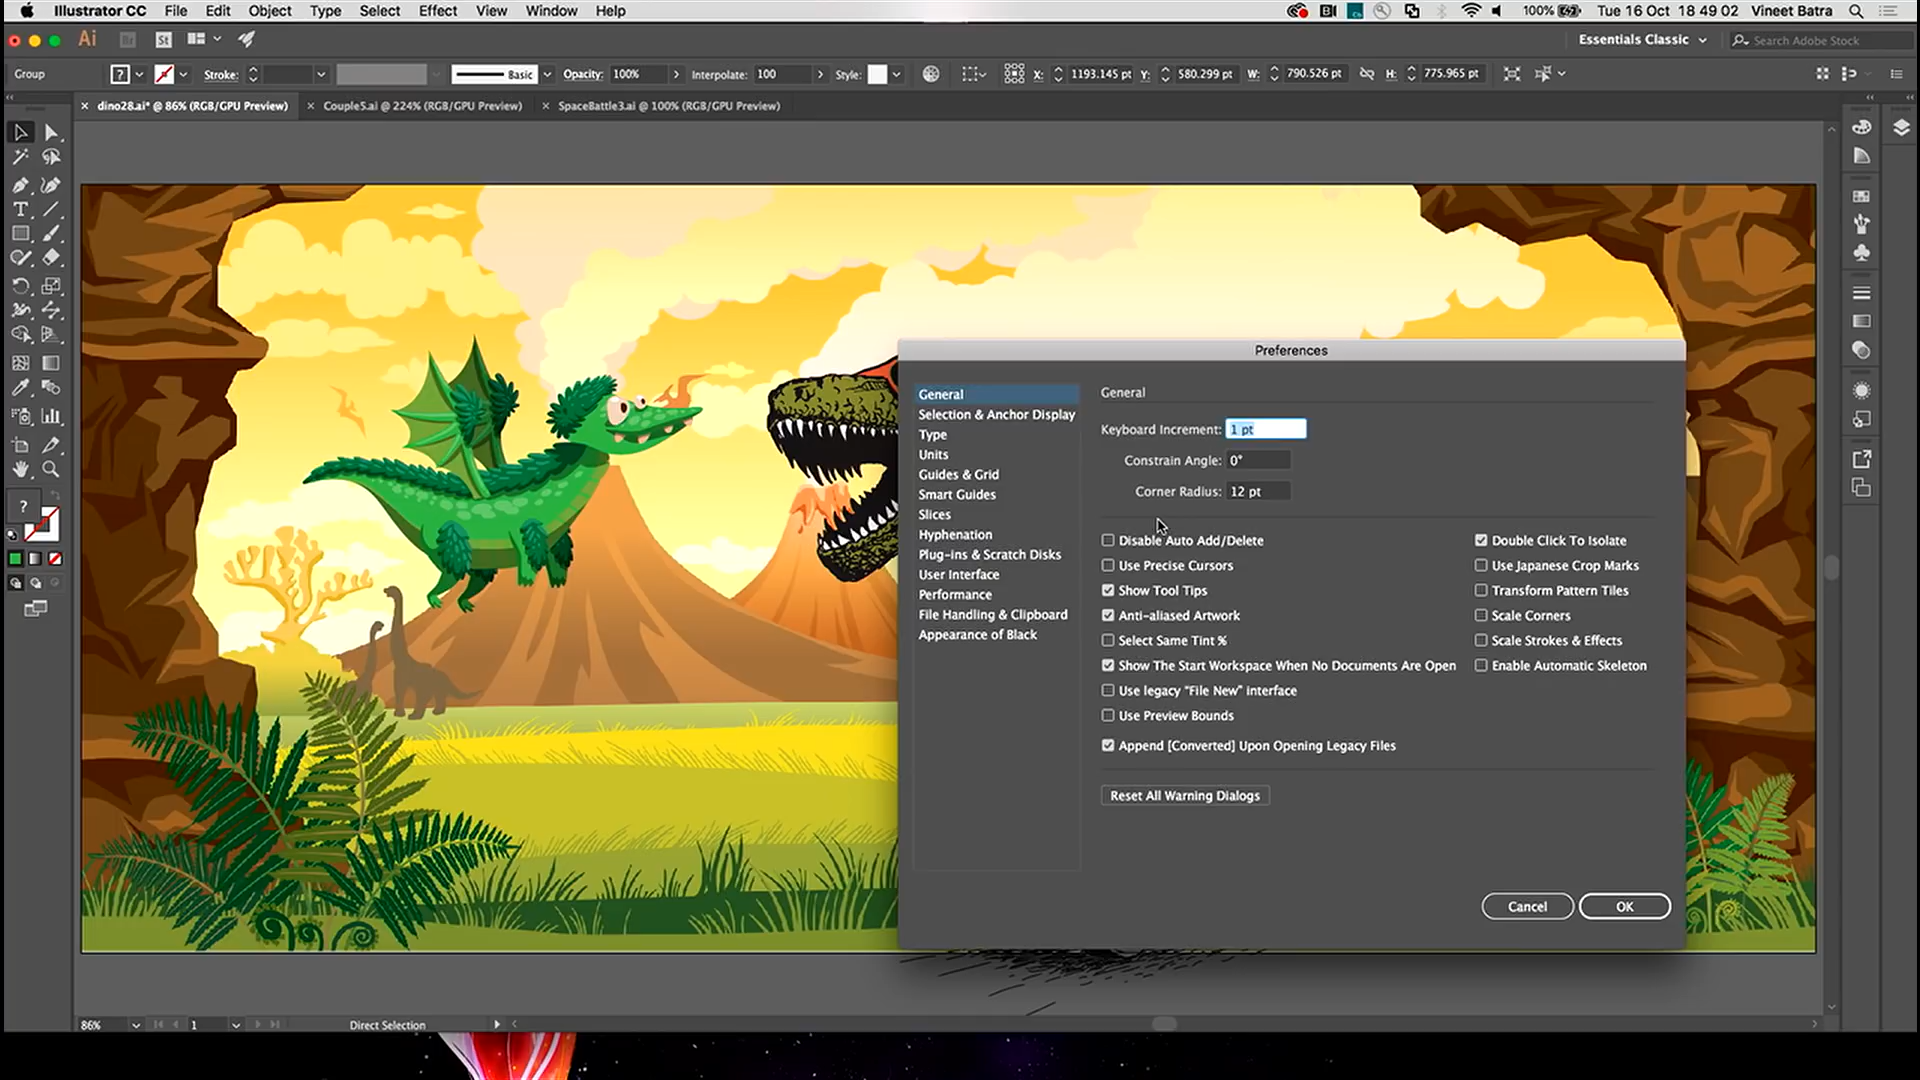 Illustrator CC File Edit Object Type Select Effect View Window Help 100% Tue 16 Oct 18 49 02 Vineet Batra
Ai Br St Essentials Classic Search Adobe Stock
Group ? Stroke: Basic Opacity: 100% Interpolate: 100 Style: X: 1193.145 pt Y: 580.299 pt W: 790.526 pt H: 775.965 pt
dino28.ai* @ 86% (RGB/GPU Preview) Couple5.ai @ 224% (RGB/GPU Preview) SpaceBattle3.ai @ 100% (RGB/GPU Preview)
Preferences
General
Selection & Anchor Display
Type
Units
Guides & Grid
Smart Guides
Slices
Hyphenation
Plug-ins & Scratch Disks
User Interface
Performance
File Handling & Clipboard
Appearance of Black
General
Keyboard Increment: 1 pt
Constrain Angle: 0°
Corner Radius: 12 pt
Disable Auto Add/Delete
Use Precise Cursors
Show Tool Tips
Anti-aliased Artwork
Select Same Tint %
Show The Start Workspace When No Documents Are Open
Use legacy "File New" interface
Use Preview Bounds
Append [Converted] Upon Opening Legacy Files
Double Click To Isolate
Use Japanese Crop Marks
Transform Pattern Tiles
Scale Corners
Scale Strokes & Effects
Enable Automatic Skeleton
Reset All Warning Dialogs
Cancel OK
?
86% 1 Direct Selection